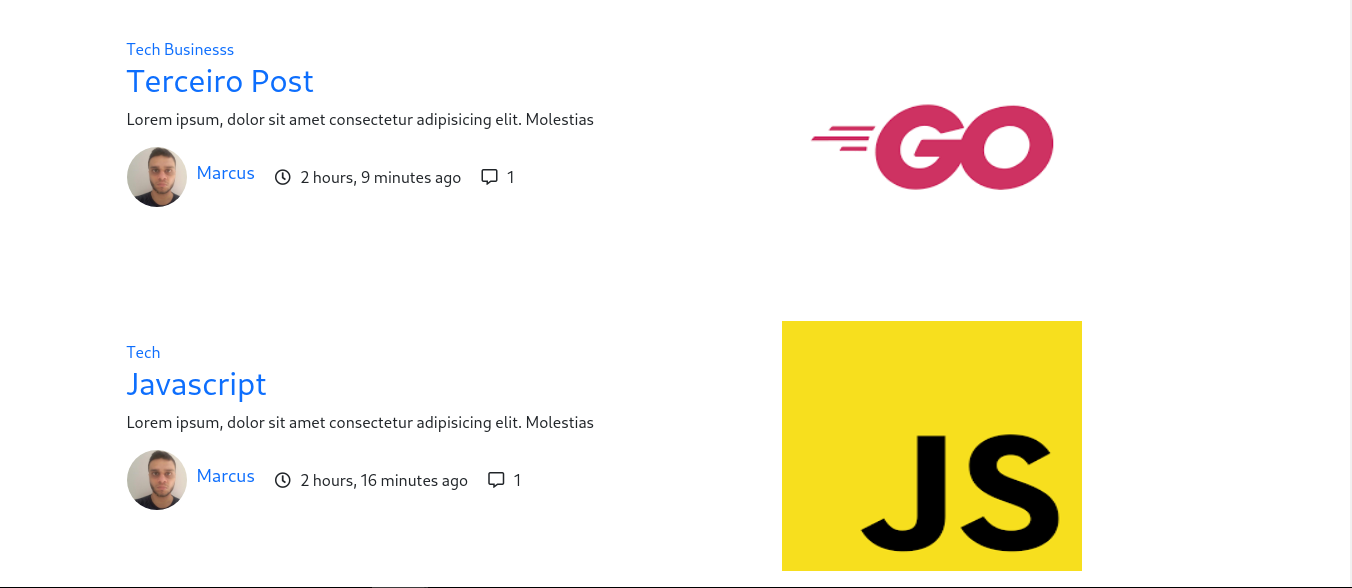 Tech Businesss
Terceiro Post
Lorem ipsum, dolor sit amet consectetur adipisicing elit. Molestias
Marcus 2 hours, 9 minutes ago 1
GO
Tech
Javascript
Lorem ipsum, dolor sit amet consectetur adipisicing elit. Molestias
Marcus 2 hours, 16 minutes ago 1
JS